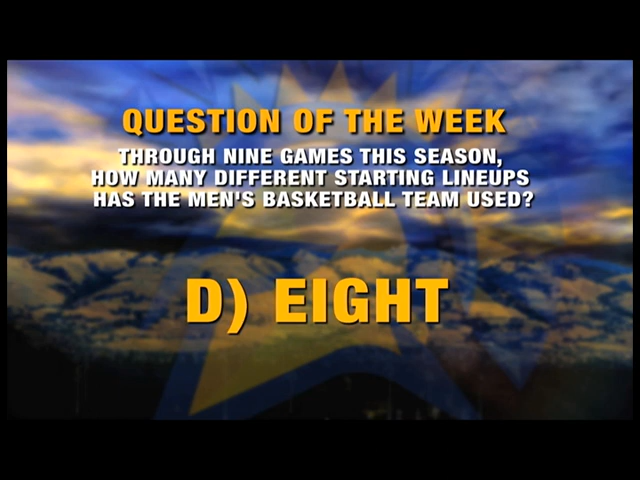 QUESTION OF THE WEEK
THROUGH NINE GAMES THIS SEASON,
HOW MANY DIFFERENT STARTING LINEUPS
HAS THE MEN'S BASKETBALL TEAM USED?
D) EIGHT